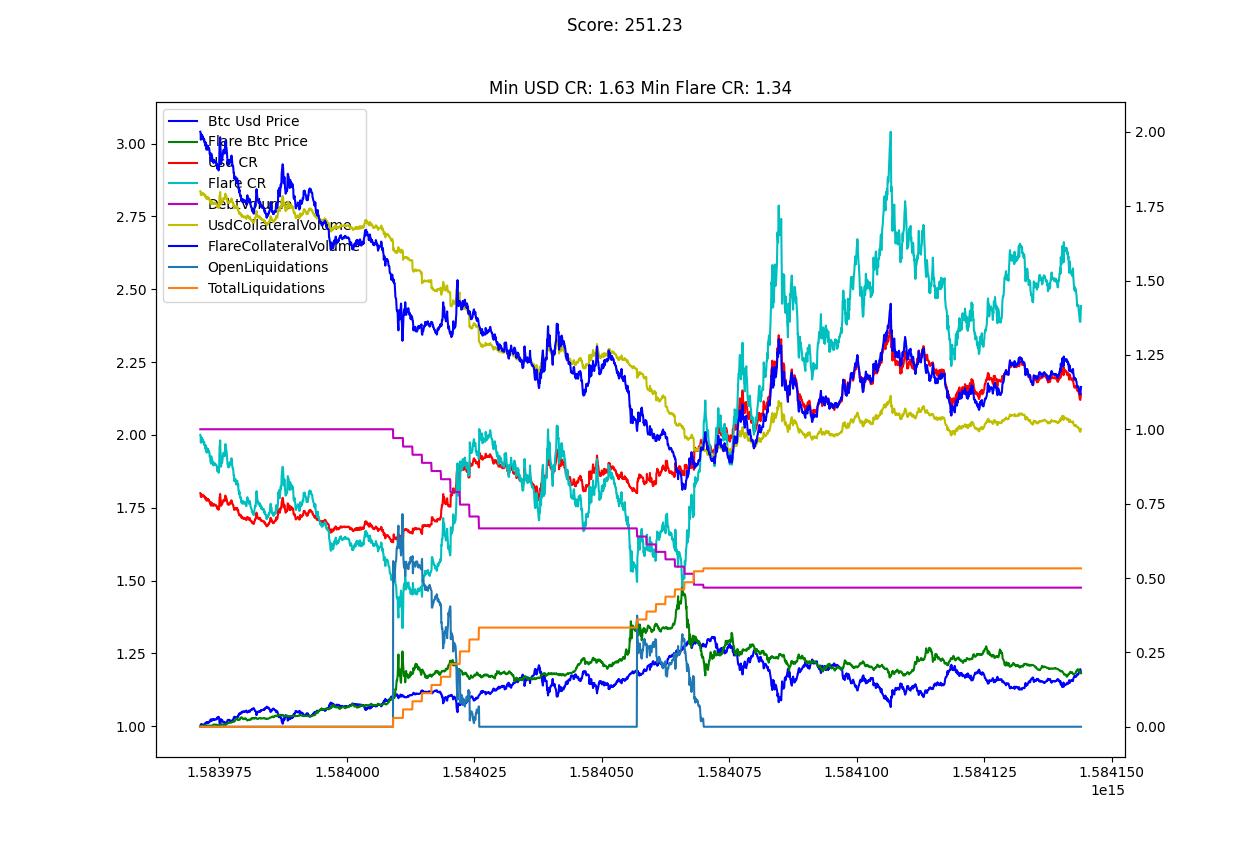 Score: 251.23
Min USD CR: 1.63 Min Flare CR: 1.34
Btc Usd Price
Flare Btc Price
Usd CR
Flare CR
DebtVolume
UsdCollateralVolume
FlareCollateralVolume
OpenLiquidations
TotalLiquidations
3.00
2.75
2.50
2.25
2.00
1.75
1.50
1.25
1.00
2.00
1.75
1.50
1.25
1.00
0.75
0.50
0.25
0.00
1.583975 1.584000 1.584025 1.584050 1.584075 1.584100 1.584125 1.584150
1e15